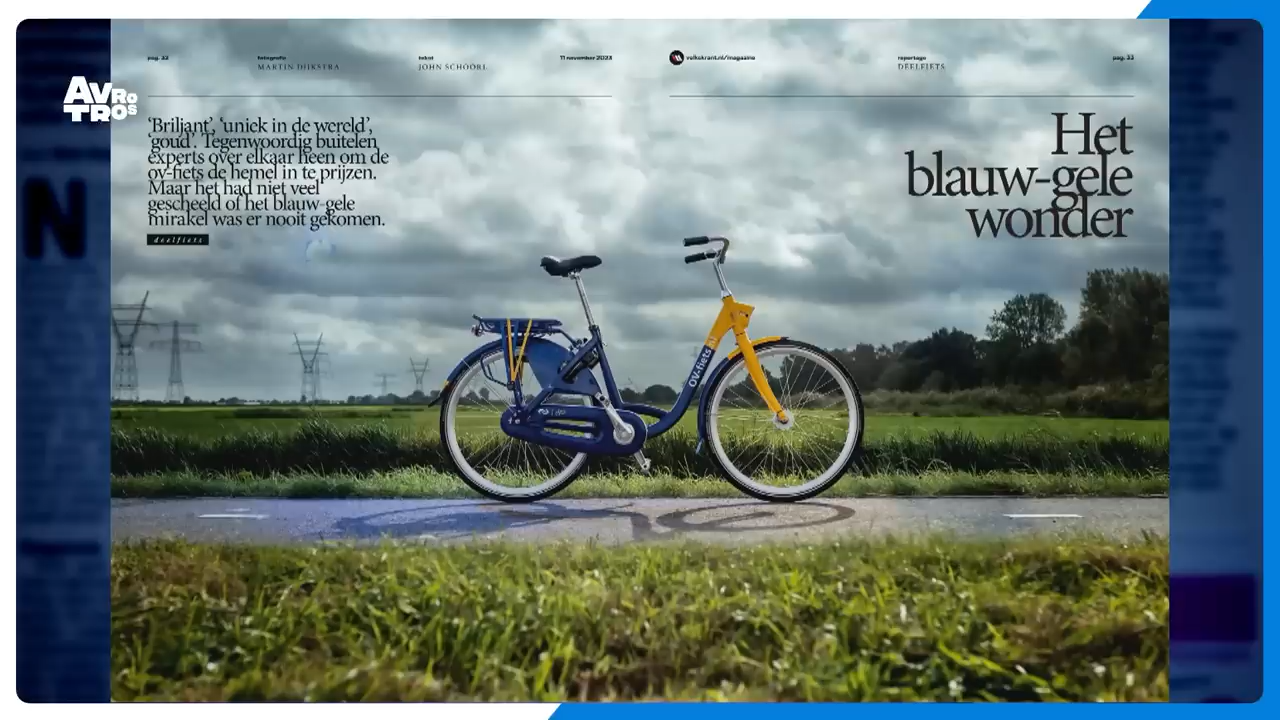 pag. 32
fotografie
MARTIN DIJKSTRA
tekst
JOHN SCHOORL
11 november 2023
volkskrant.nl/magazine
reportage
DEELFIETS
pag. 33
AVROTROS
'Briljant', 'uniek in de wereld',
'goud'. Tegenwoordig buitelen
experts over elkaar heen om de
ov-fiets de hemel in te prijzen.
Maar het had niet veel
gescheeld of het blauw-gele
mirakel was er nooit gekomen.
deelfiets
Het
blauw-gele
wonder
N
OV-fiets